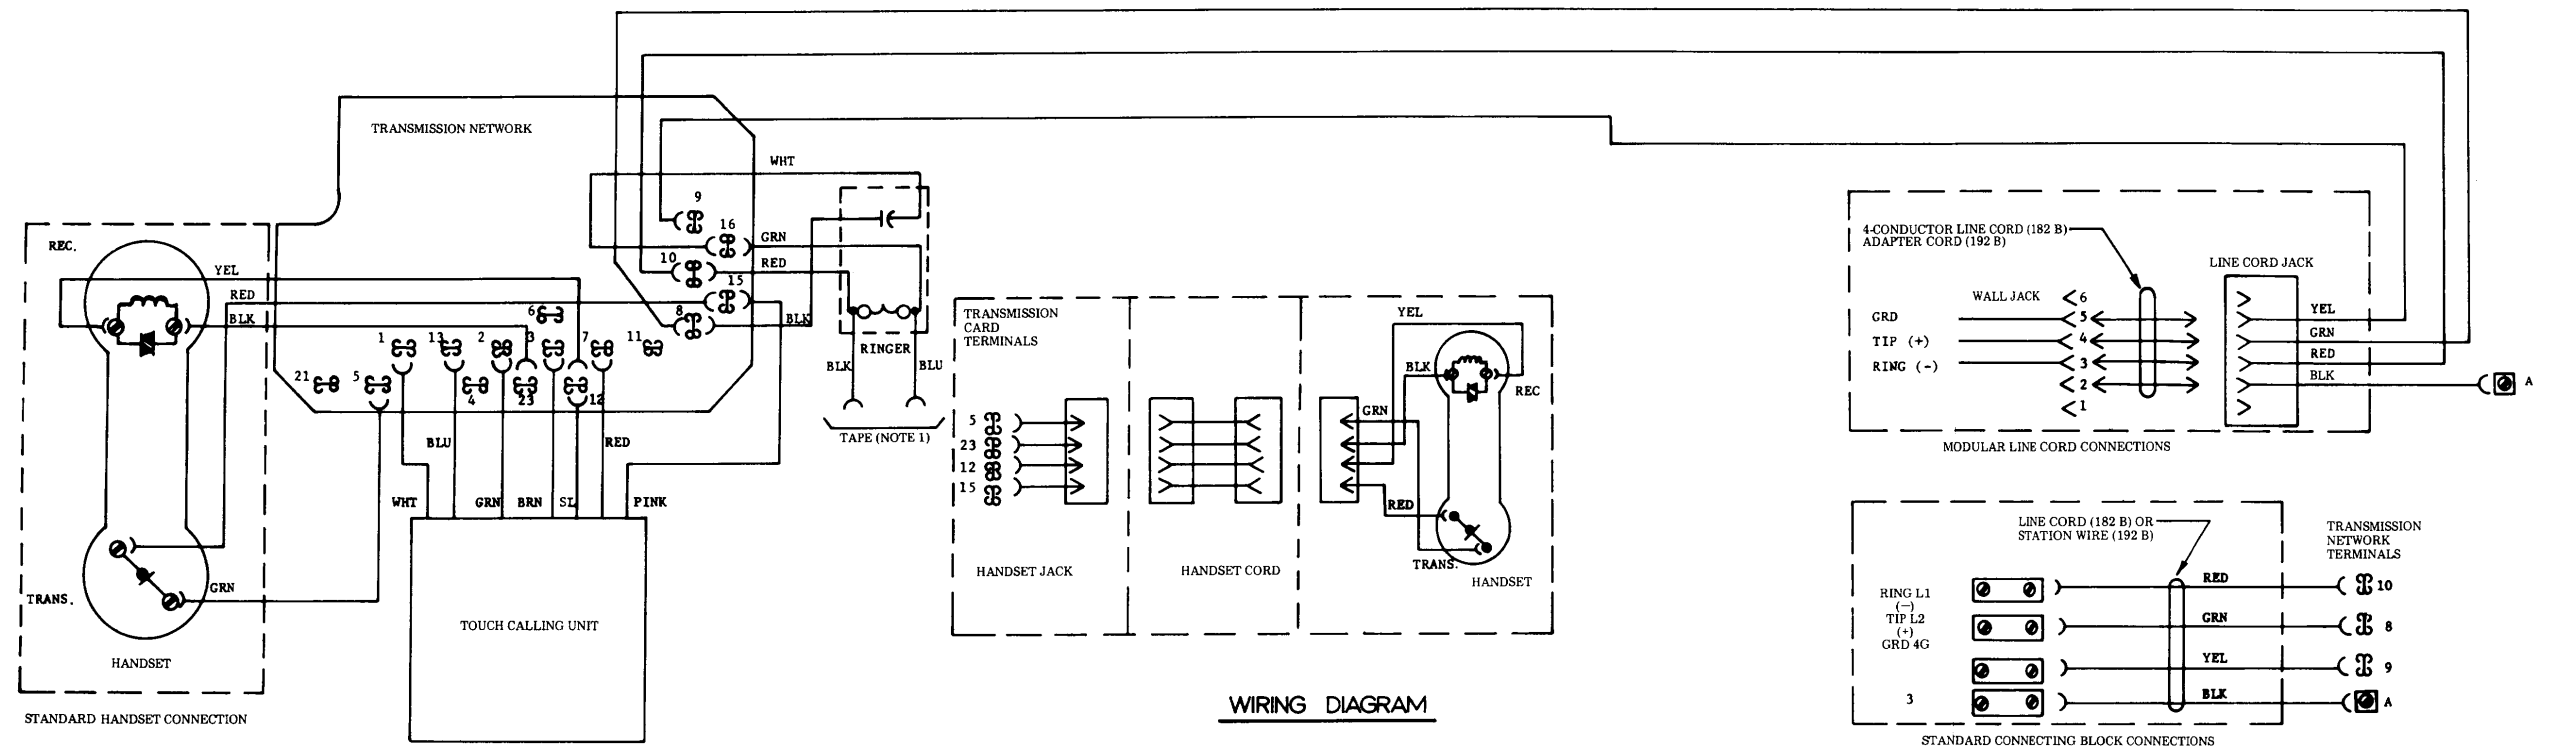 TRANSMISSION NETWORK
WHT
9
16
GRN
10
RED
15
8
BLK
REC.
YEL
RED
BLK
6
1
13
2
3
7
11
21
5
4
23
12
RINGER
BLK
BLU
TAPE (NOTE 1)
BLU
RED
WHT
GRN
BRN
SL
PINK
TOUCH CALLING UNIT
TRANS.
GRN
HANDSET
STANDARD HANDSET CONNECTION
TRANSMISSION
CARD
TERMINALS
5
23
12
15
HANDSET JACK
HANDSET CORD
YEL
BLK
REC
GRN
RED
TRANS.
HANDSET
WIRING DIAGRAM
4-CONDUCTOR LINE CORD (182 B)
ADAPTER CORD (192 B)
LINE CORD JACK
WALL JACK
6
GRD
5
YEL
TIP (+)
4
GRN
RING (-)
3
RED
2
BLK
A
1
MODULAR LINE CORD CONNECTIONS
LINE CORD (182 B) OR
STATION WIRE (192 B)
TRANSMISSION
NETWORK
TERMINALS
RING L1
(-)
TIP L2
(+)
GRD 4G
3
RED
10
GRN
8
YEL
9
BLK
A
STANDARD CONNECTING BLOCK CONNECTIONS